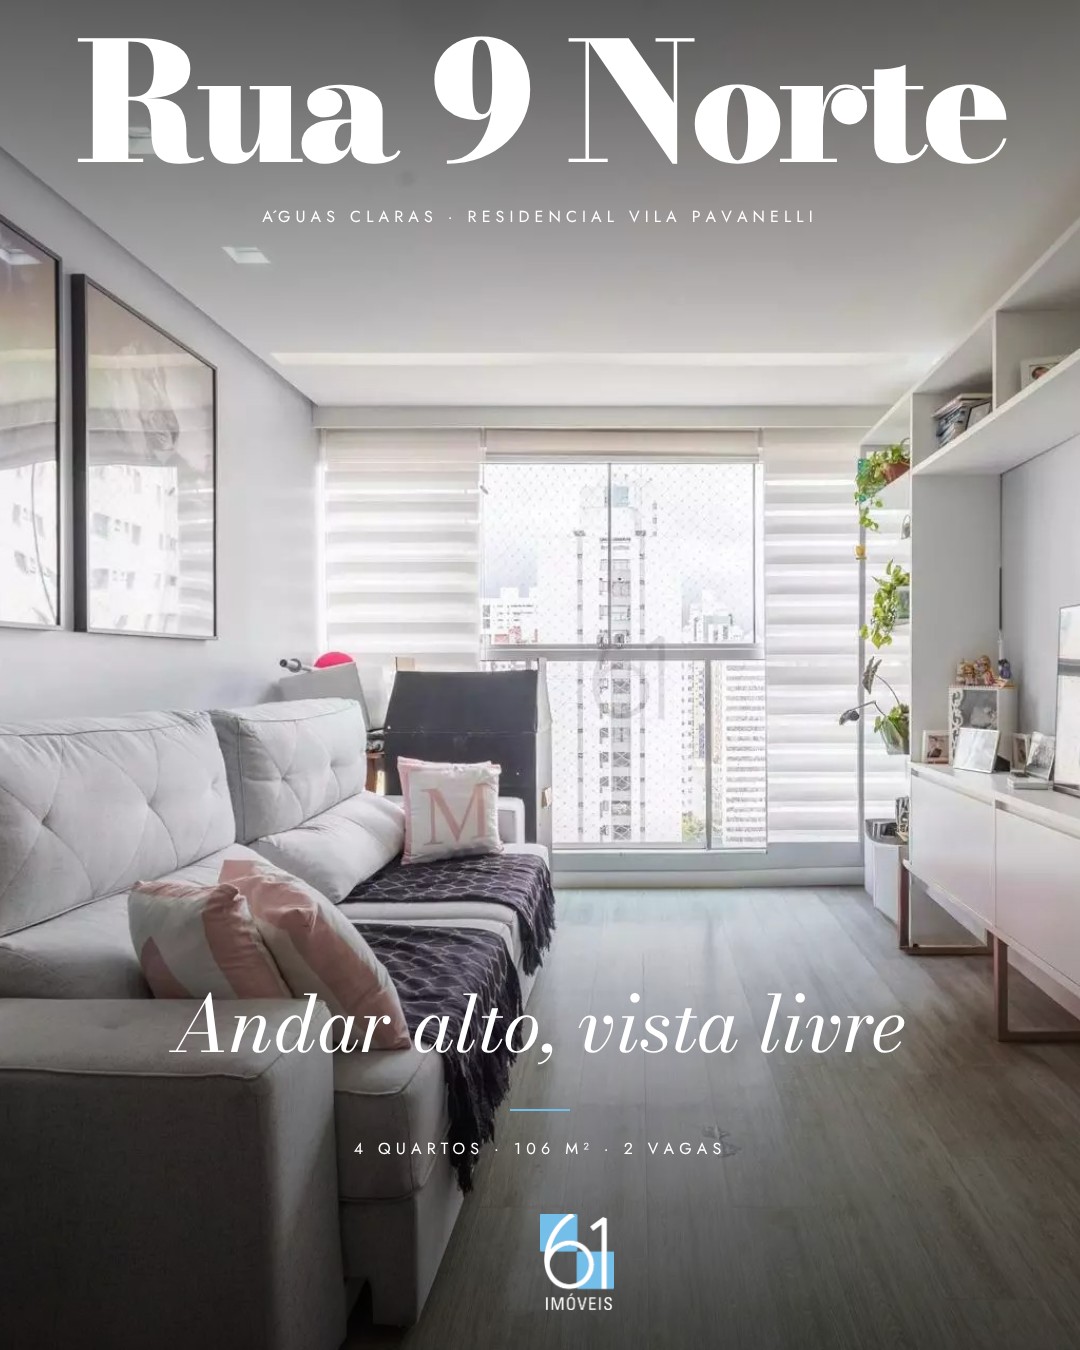 Rua 9 Norte
ÁGUAS CLARAS · RESIDENCIAL VILA PAVANELLI
61
M
Andar alto, vista livre
4 QUARTOS · 106 M² · 2 VAGAS
61
IMÓVEIS